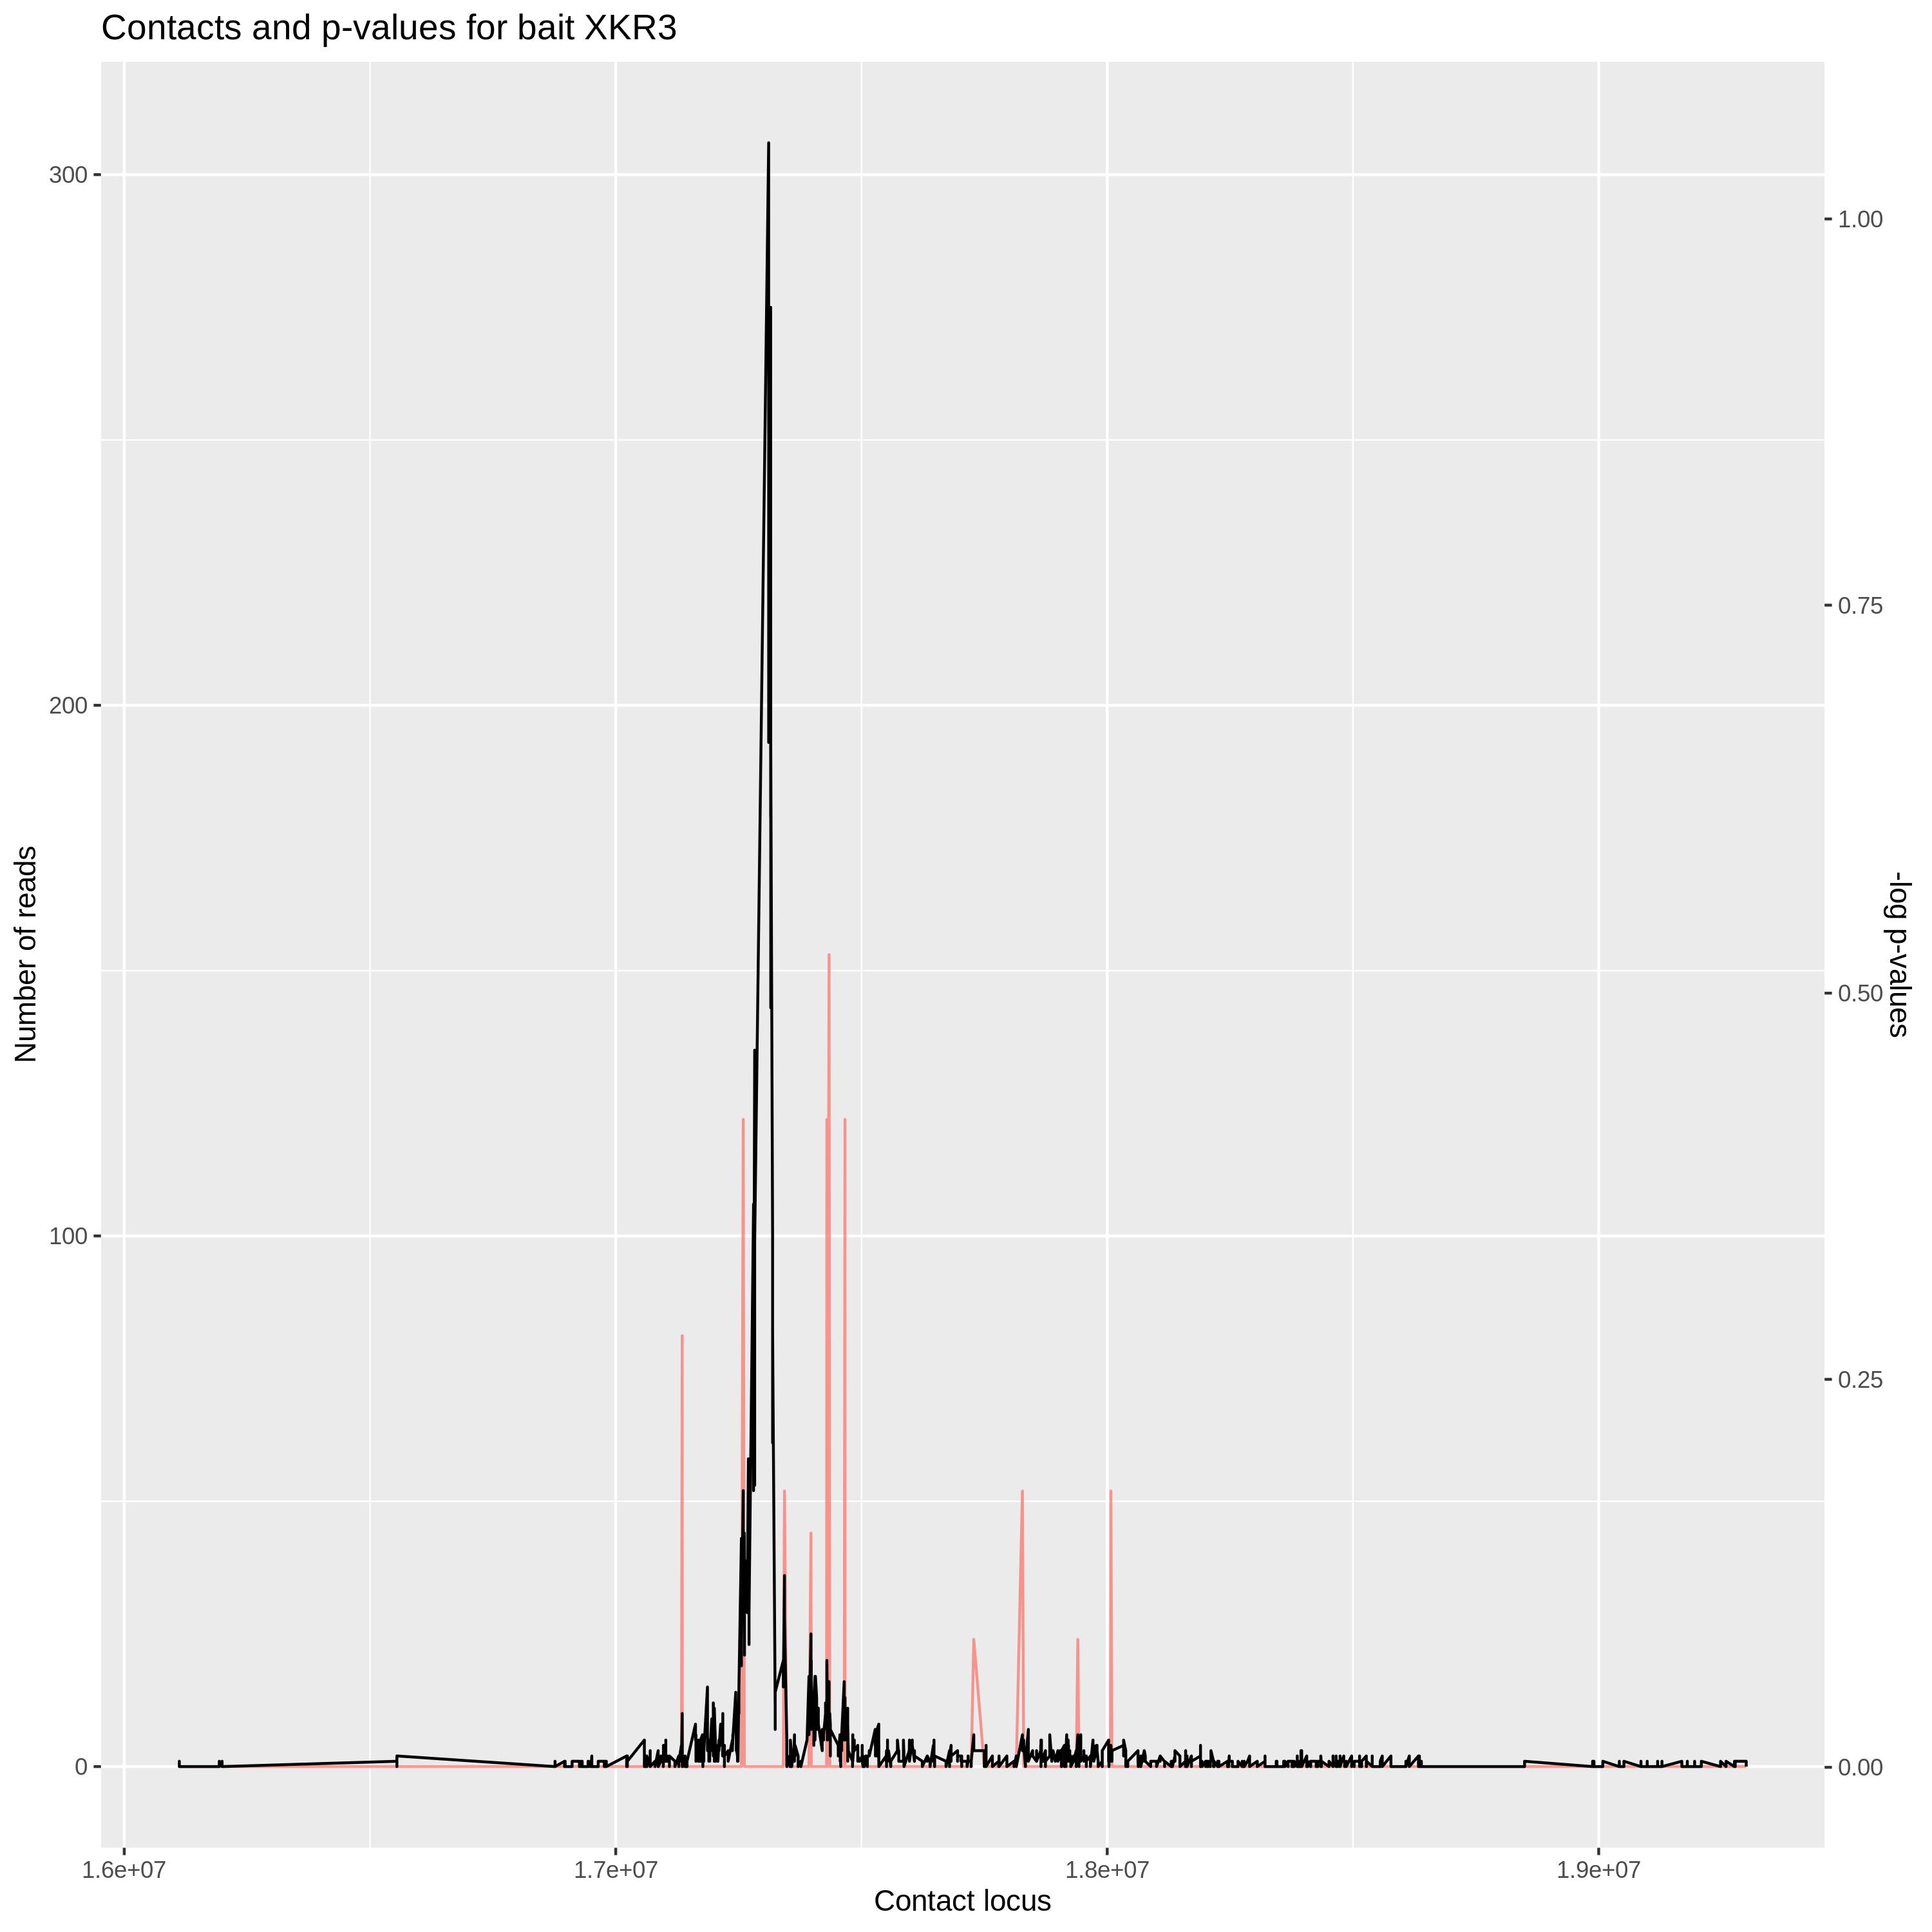 Contacts and p-values for bait XKR3
300
200
100
0
Number of reads
1.00
0.75
0.50
0.25
0.00
-log p-values
1.6e+07
1.7e+07
1.8e+07
1.9e+07
Contact locus